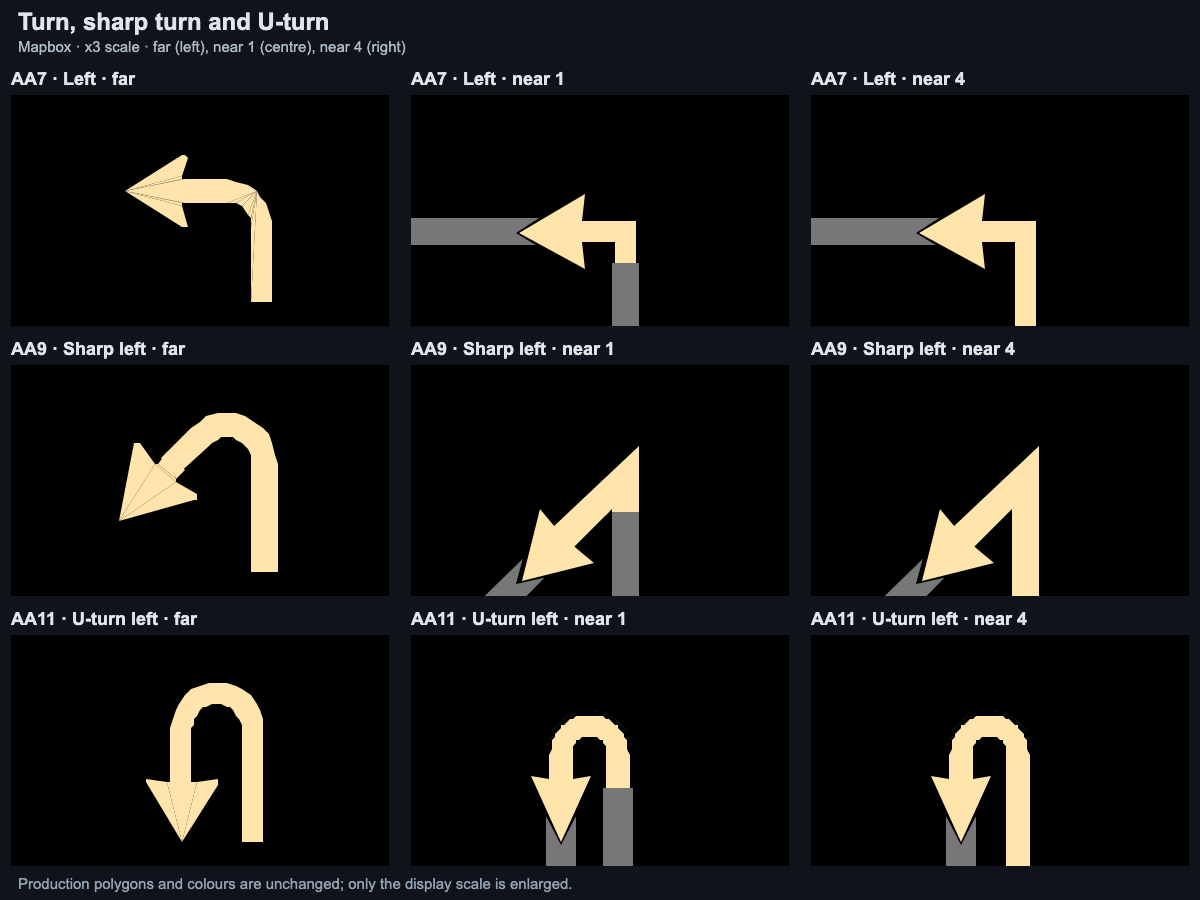 Turn, sharp turn and U-turn
Mapbox · x3 scale · far (left), near 1 (centre), near 4 (right)
AA7 · Left · far
AA7 · Left · near 1
AA7 · Left · near 4
AA9 · Sharp left · far
AA9 · Sharp left · near 1
AA9 · Sharp left · near 4
AA11 · U-turn left · far
AA11 · U-turn left · near 1
AA11 · U-turn left · near 4
Production polygons and colours are unchanged; only the display scale is enlarged.